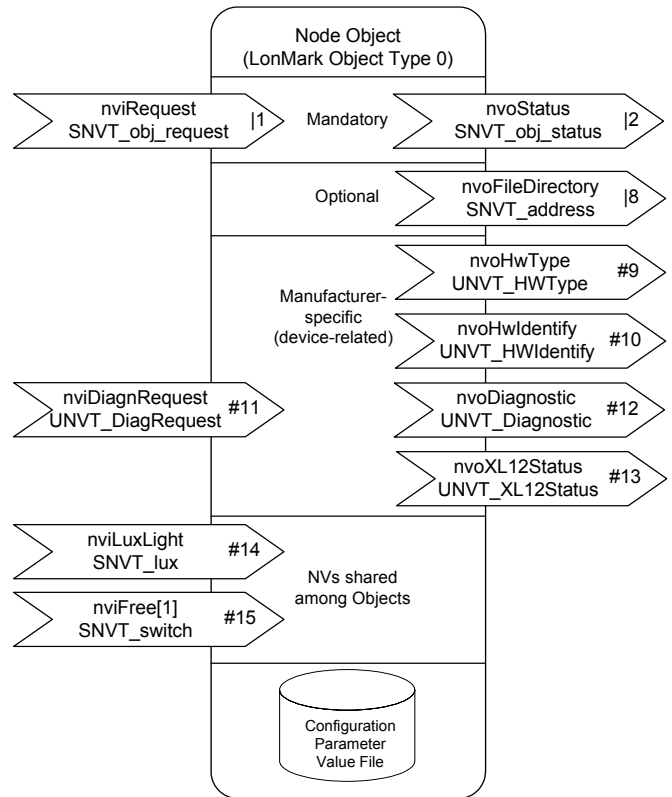 Node Object
(LonMark Object Type 0)
nviRequest
SNVT_obj_request |1
Mandatory
nvoStatus
SNVT_obj_status |2
Optional
nvoFileDirectory
SNVT_address |8
nvoHwType
UNVT_HWType #9
Manufacturer-
specific
(device-related)
nvoHwIdentify
UNVT_HWIdentify #10
nviDiagnRequest
UNVT_DiagRequest #11
nvoDiagnostic
UNVT_Diagnostic #12
nvoXL12Status
UNVT_XL12Status #13
nviLuxLight
SNVT_lux #14
NVs shared
among Objects
nviFree[1]
SNVT_switch #15
Configuration
Parameter
Value File